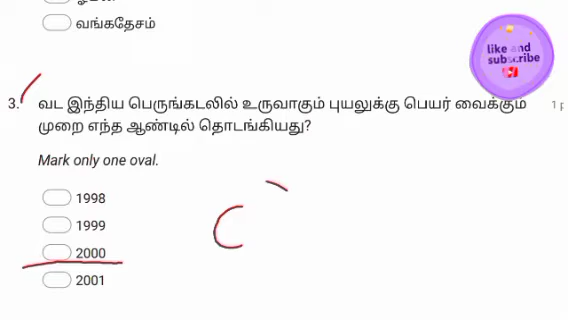 வங்கதேசம்
like and
subscribe
3. வட இந்திய பெருங்கடலில் உருவாகும் புயலுக்கு பெயர் வைக்கும்
முறை எந்த ஆண்டில் தொடங்கியது?
Mark only one oval.
1998
1999
2000
2001